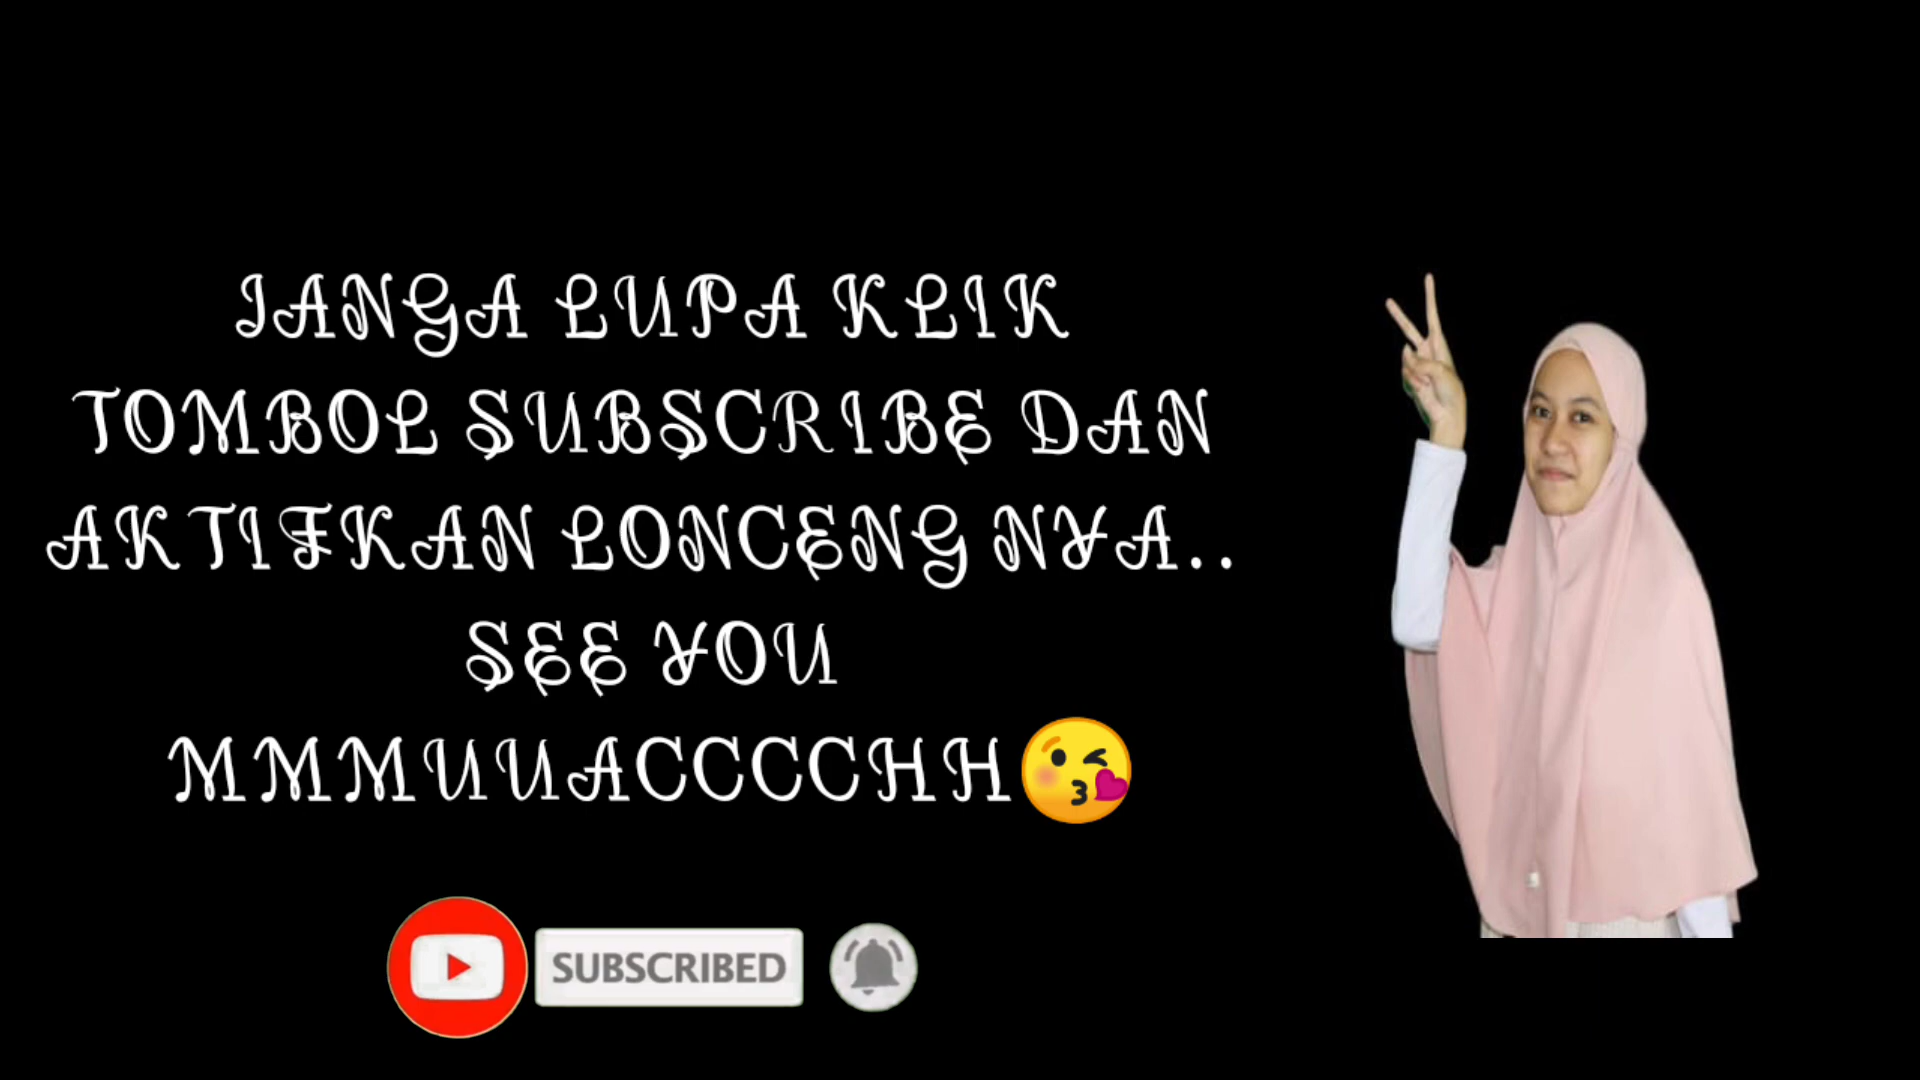 JANGA LUPA KLIK
TOMBOL SUBSCRIBE DAN
AKTIFKAN LONCENG NYA..
SEE YOU
MMMUUACCCCHH😘
SUBSCRIBED